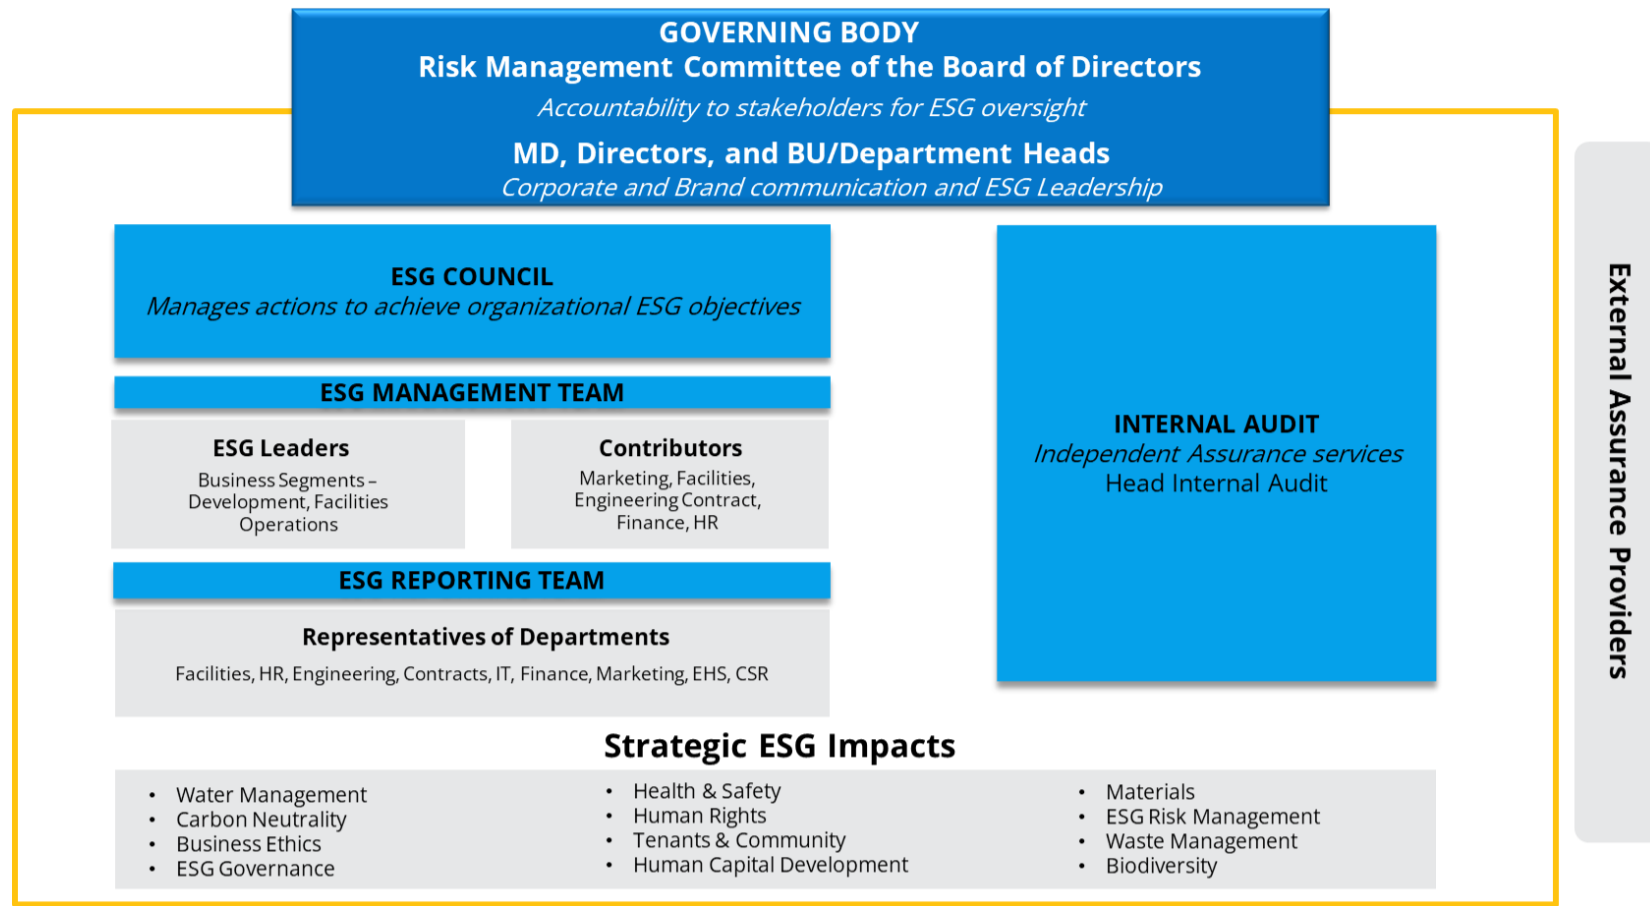 GOVERNING BODY
Risk Management Committee of the Board of Directors
Accountability to stakeholders for ESG oversight
MD, Directors, and BU/Department Heads
Corporate and Brand communication and ESG Leadership
ESG COUNCIL
Manages actions to achieve organizational ESG objectives
ESG MANAGEMENT TEAM
ESG Leaders
Business Segments –
Development, Facilities
Operations
Contributors
Marketing, Facilities,
Engineering Contract,
Finance, HR
ESG REPORTING TEAM
Representatives of Departments
Facilities, HR, Engineering, Contracts, IT, Finance, Marketing, EHS, CSR
INTERNAL AUDIT
Independent Assurance services
Head Internal Audit
External Assurance Providers
Strategic ESG Impacts
• Water Management
• Carbon Neutrality
• Business Ethics
• ESG Governance
• Health & Safety
• Human Rights
• Tenants & Community
• Human Capital Development
• Materials
• ESG Risk Management
• Waste Management
• Biodiversity